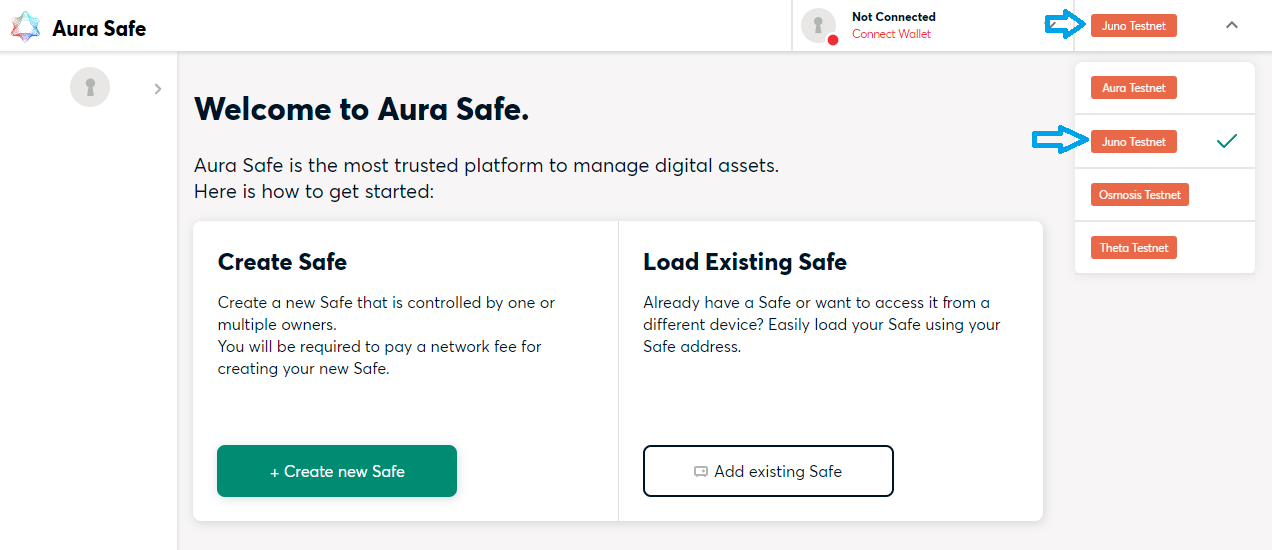 Aura Safe
Not Connected
Connect Wallet
Juno Testnet
Aura Testnet
Juno Testnet
Osmosis Testnet
Theta Testnet
Welcome to Aura Safe.
Aura Safe is the most trusted platform to manage digital assets.
Here is how to get started:
Create Safe
Create a new Safe that is controlled by one or
multiple owners.
You will be required to pay a network fee for
creating your new Safe.
+ Create new Safe
Load Existing Safe
Already have a Safe or want to access it from a
different device? Easily load your Safe using your
Safe address.
Add existing Safe